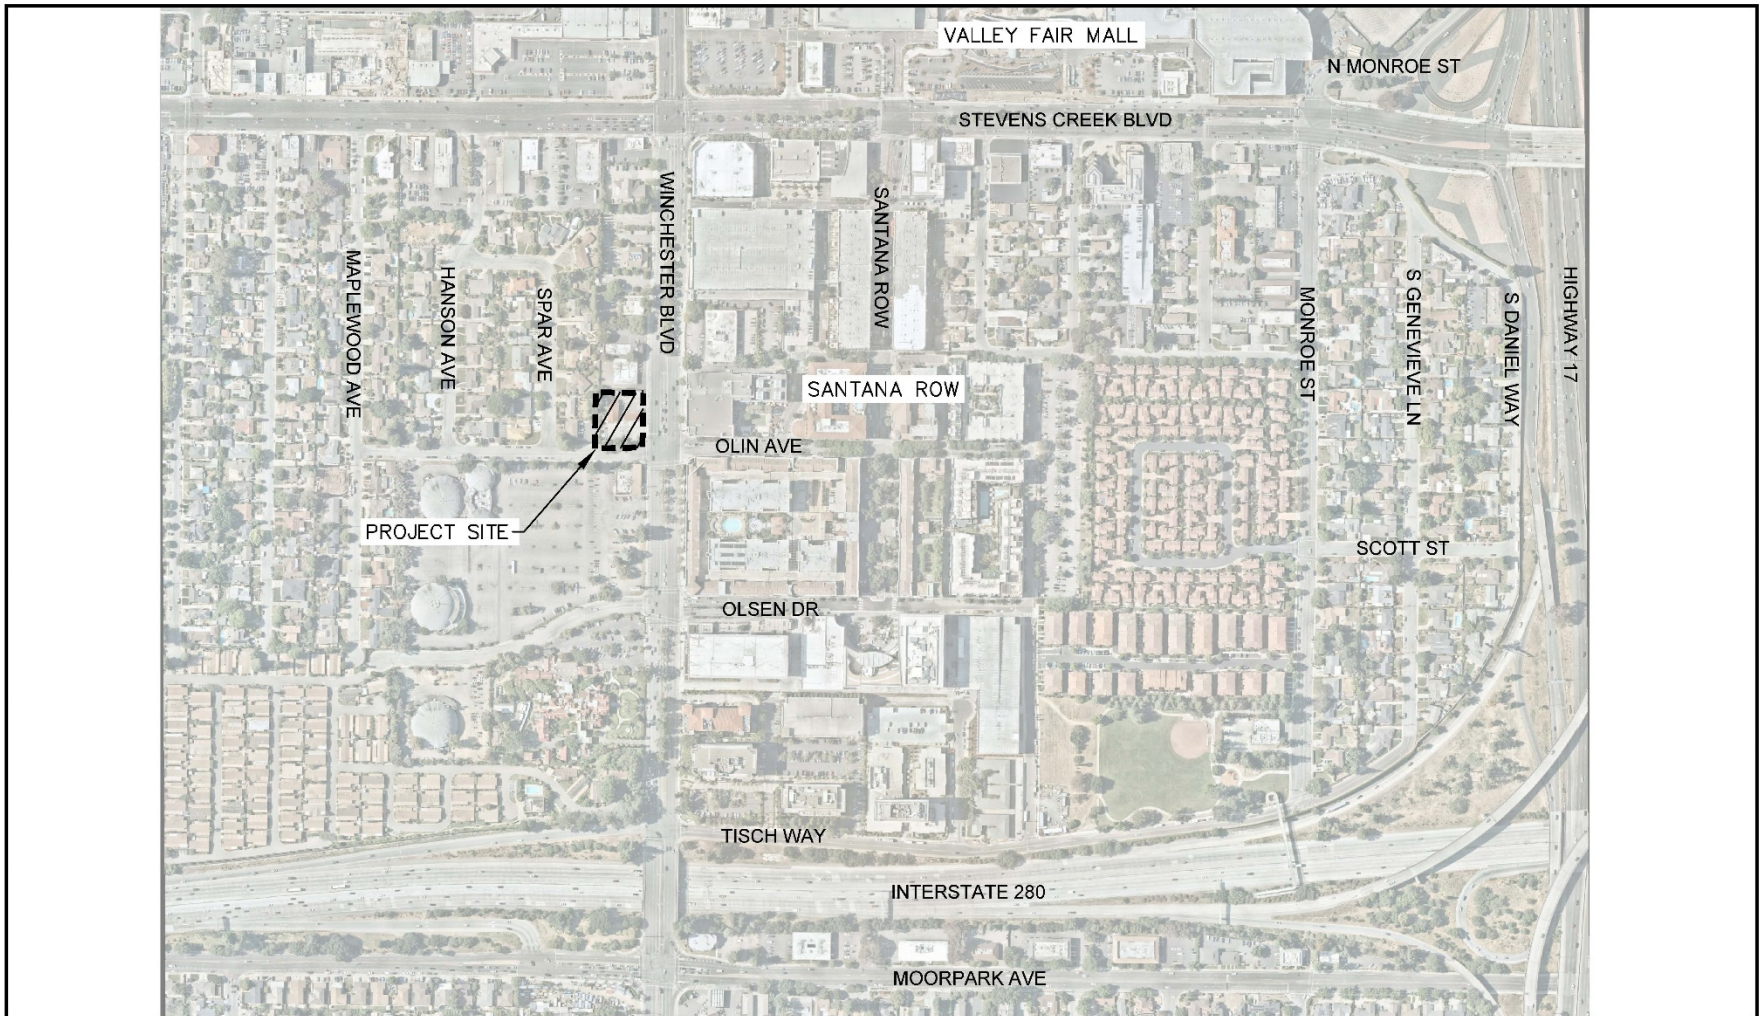 VALLEY FAIR MALL
N MONROE ST
STEVENS CREEK BLVD
WINCHESTER BLVD
SANTANA ROW
MAPLEWOOD AVE
HANSON AVE
SPAR AVE
MONROE ST
S GENEVIEVE LN
S DANIEL WAY
HIGHWAY 17
SANTANA ROW
OLIN AVE
PROJECT SITE
SCOTT ST
OLSEN DR
TISCH WAY
INTERSTATE 280
MOORPARK AVE